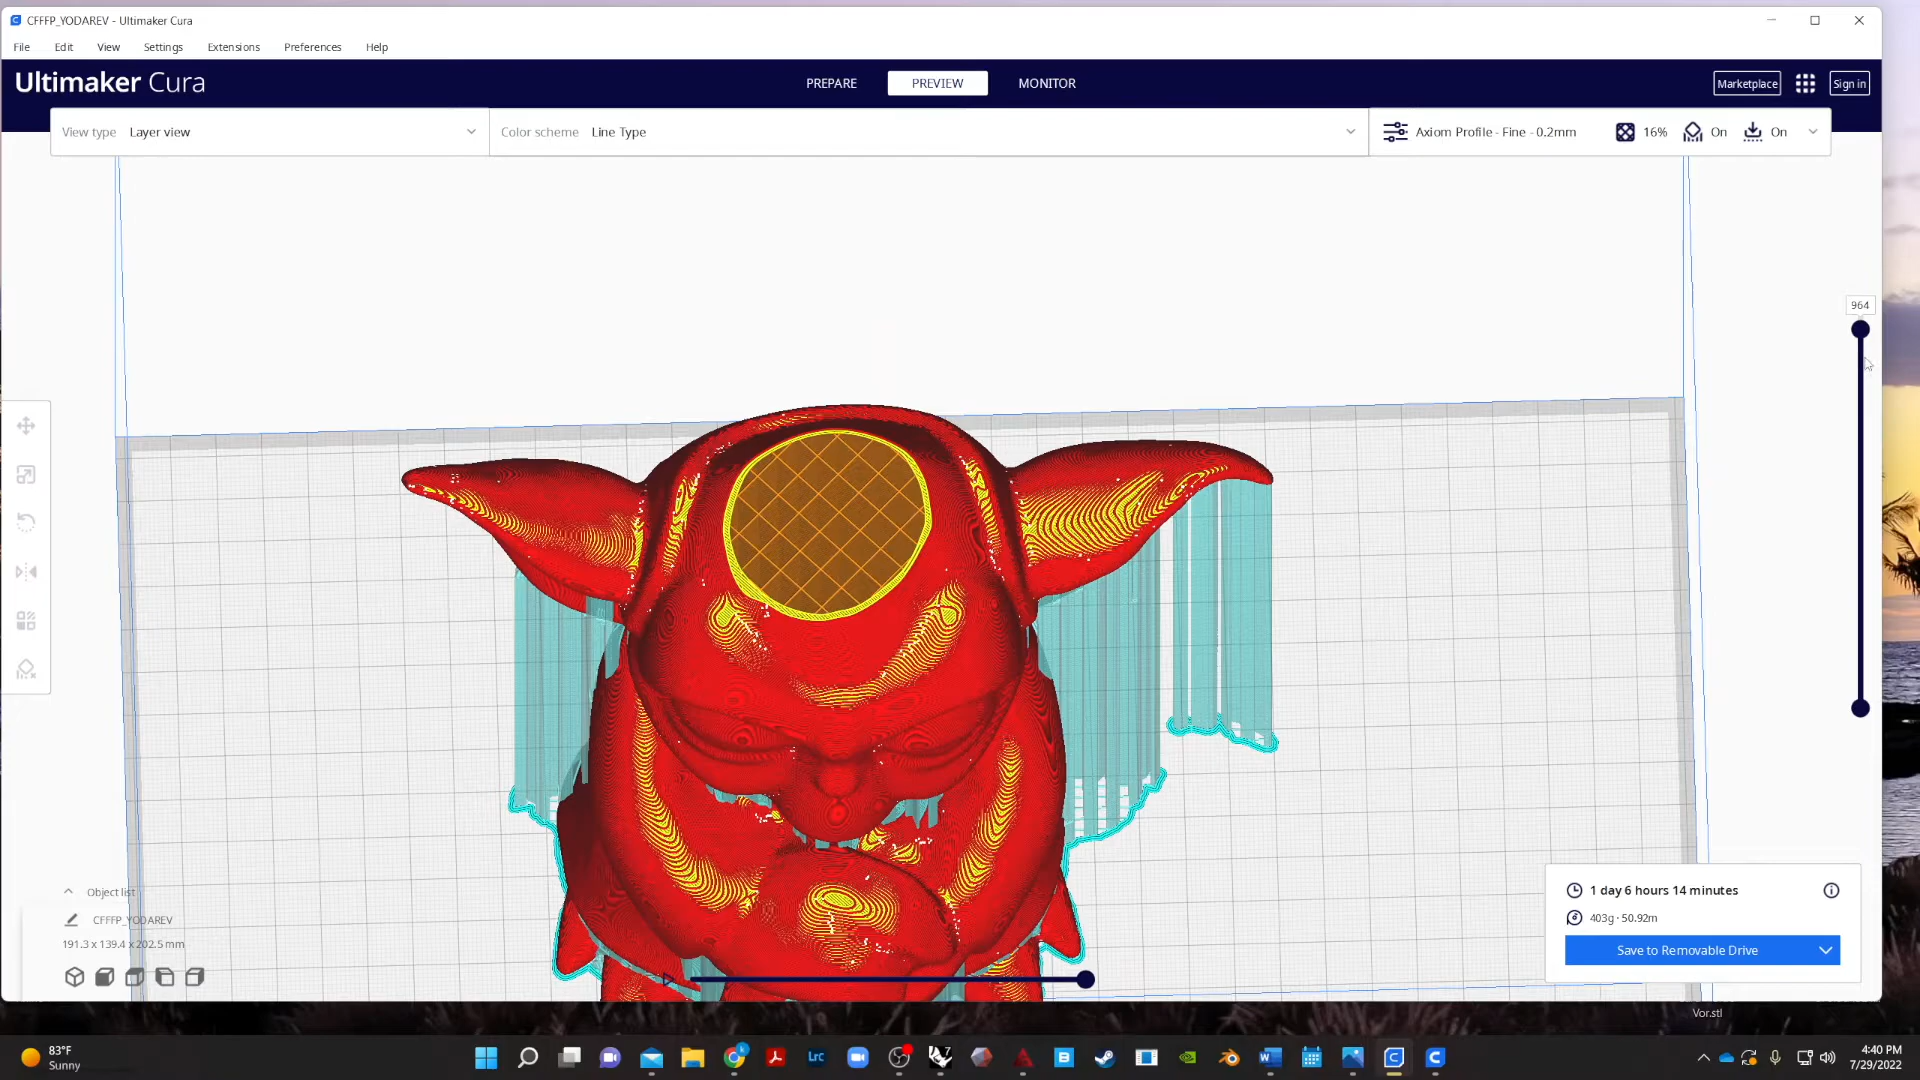 CFFFP_YODAREV - Ultimaker Cura
File Edit View Settings Extensions Preferences Help
Ultimaker Cura
PREPARE PREVIEW MONITOR
Marketplace Sign in
View type Layer view
Color scheme Line Type
Axiom Profile - Fine - 0.2mm 16% On On
964
Object list
CFFFP_YODAREV
191.3 x 139.4 x 202.5 mm
1 day 6 hours 14 minutes
403g · 50.92m
Save to Removable Drive
Vor.stl
83°F
Sunny
Lrc
4:40 PM
7/29/2022